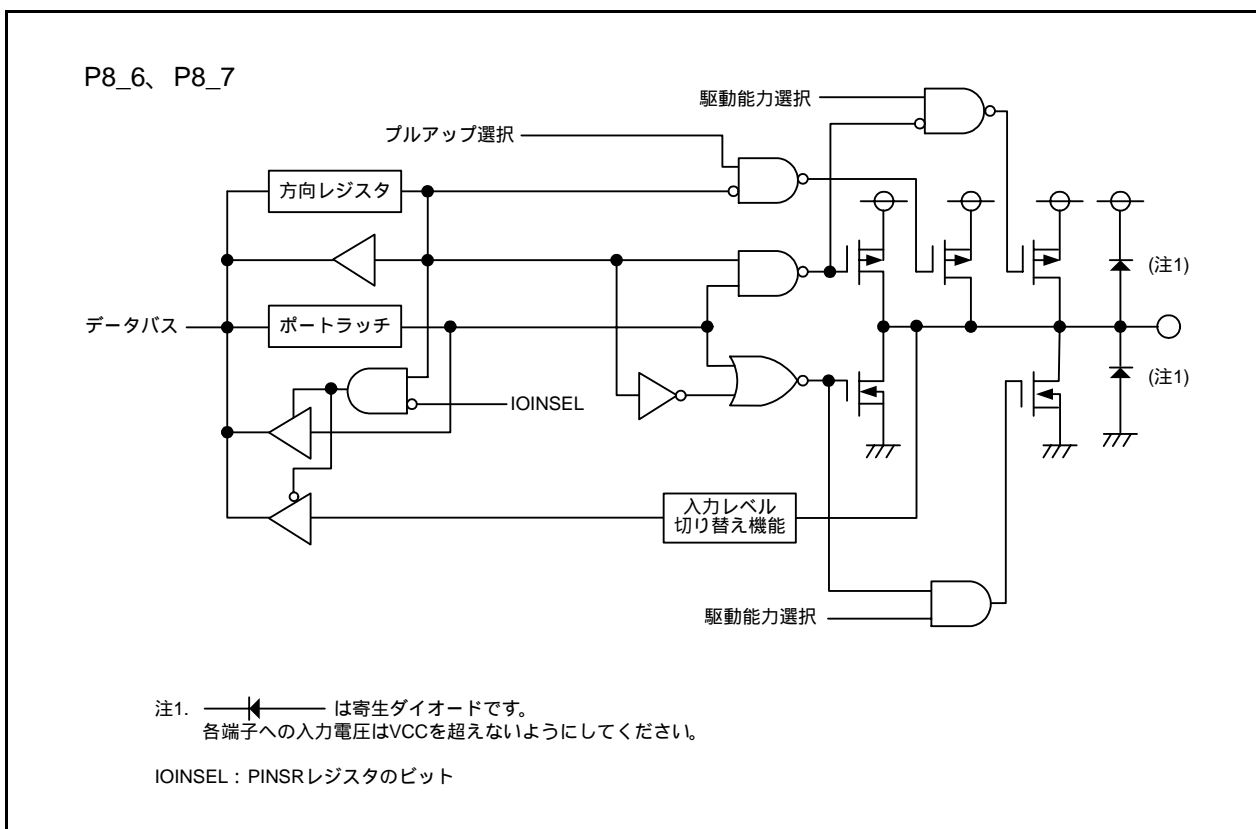 P8_6、P8_7
駆動能力選択
プルアップ選択
方向レジスタ
(注1)
データバス
ポートラッチ
(注1)
IOINSEL
入力レベル
切り替え機能
駆動能力選択
注1. は寄生ダイオードです。
各端子への入力電圧はVCCを超えないようにしてください。
IOINSEL：PINSRレジスタのビット